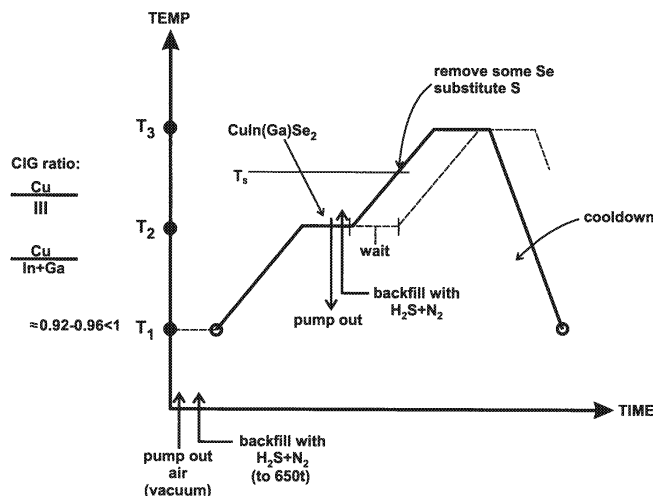 TEMP
remove some Se
substitute S
T3
CuIn(Ga)Se2
CIG ratio:
Cu
III
Ts
T2
Cu
In+Ga
wait
cooldown
backfill with
H2S+N2
pump out
≈0.92-0.96<1
T1
TIME
pump out
air
(vacuum)
backfill with
H2S+N2
(to 650t)